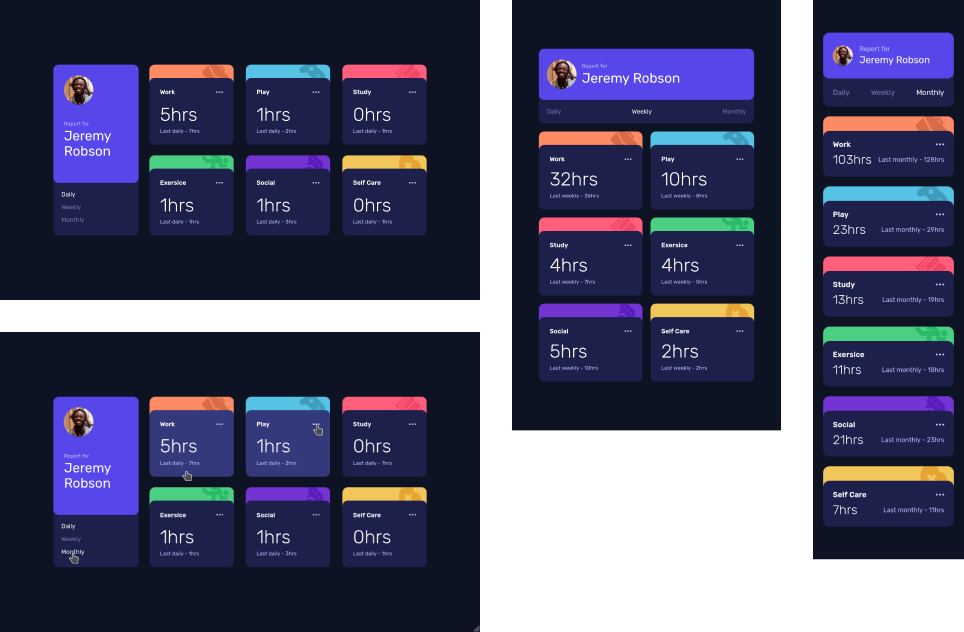 Report for
Jeremy
Robson
Daily
Weekly
Monthly
Work
5hrs
Last daily - 7hrs
Play
1hrs
Last daily - 2hrs
Study
0hrs
Last daily - 1hrs
Exersice
1hrs
Last daily - 1hrs
Social
1hrs
Last daily - 3hrs
Self Care
0hrs
Last daily - 1hrs
Report for
Jeremy
Robson
Daily
Weekly
Monthly
Work
5hrs
Last daily - 7hrs
Play
1hrs
Last daily - 2hrs
Study
0hrs
Last daily - 1hrs
Exersice
1hrs
Last daily - 1hrs
Social
1hrs
Last daily - 3hrs
Self Care
0hrs
Last daily - 1hrs
Report for
Jeremy Robson
Daily
Weekly
Monthly
Work
32hrs
Last weekly - 36hrs
Play
10hrs
Last weekly - 8hrs
Study
4hrs
Last weekly - 7hrs
Exersice
4hrs
Last weekly - 5hrs
Social
5hrs
Last weekly - 10hrs
Self Care
2hrs
Last weekly - 2hrs
Report for
Jeremy Robson
Daily
Weekly
Monthly
Work
103hrs Last monthly - 128hrs
Play
23hrs Last monthly - 29hrs
Study
13hrs Last monthly - 19hrs
Exersice
11hrs Last monthly - 18hrs
Social
21hrs Last monthly - 23hrs
Self Care
7hrs Last monthly - 11hrs